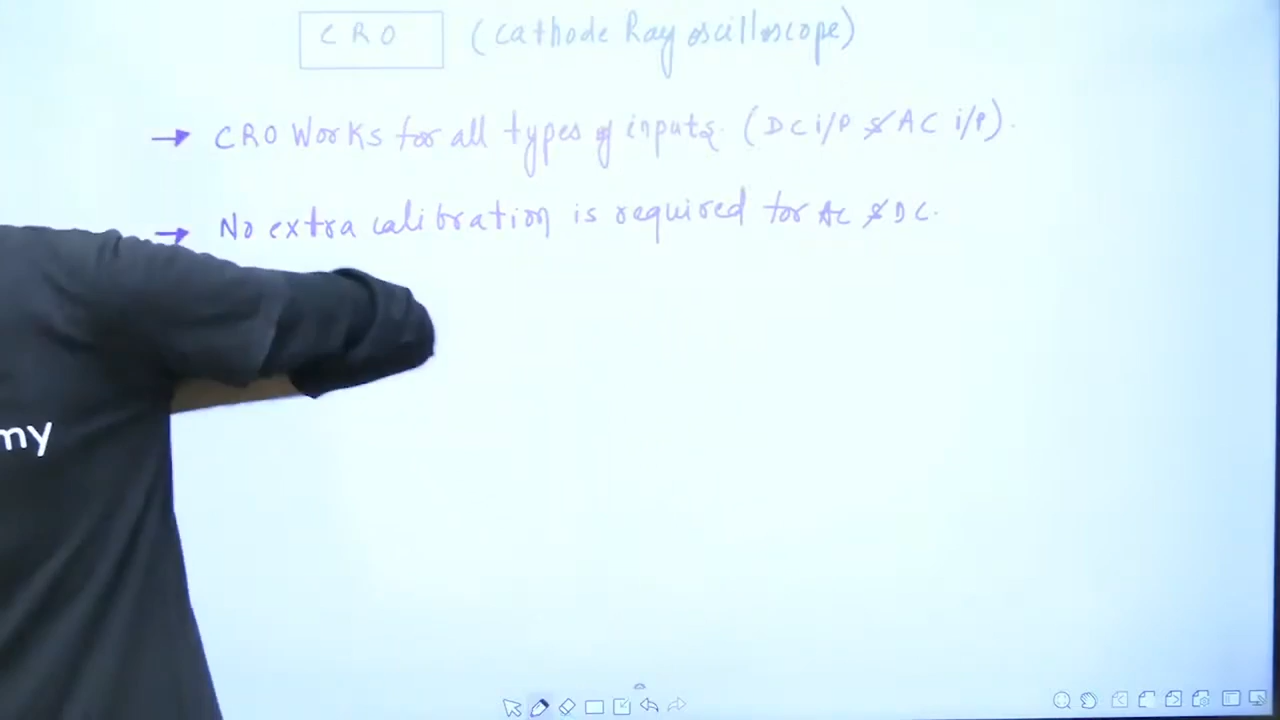 CRO (Cathode Ray oscilloscope)
→ CRO Works for all types of inputs. (DC i/P & AC i/P).
→ No extra calibration is required for AC & DC.
my